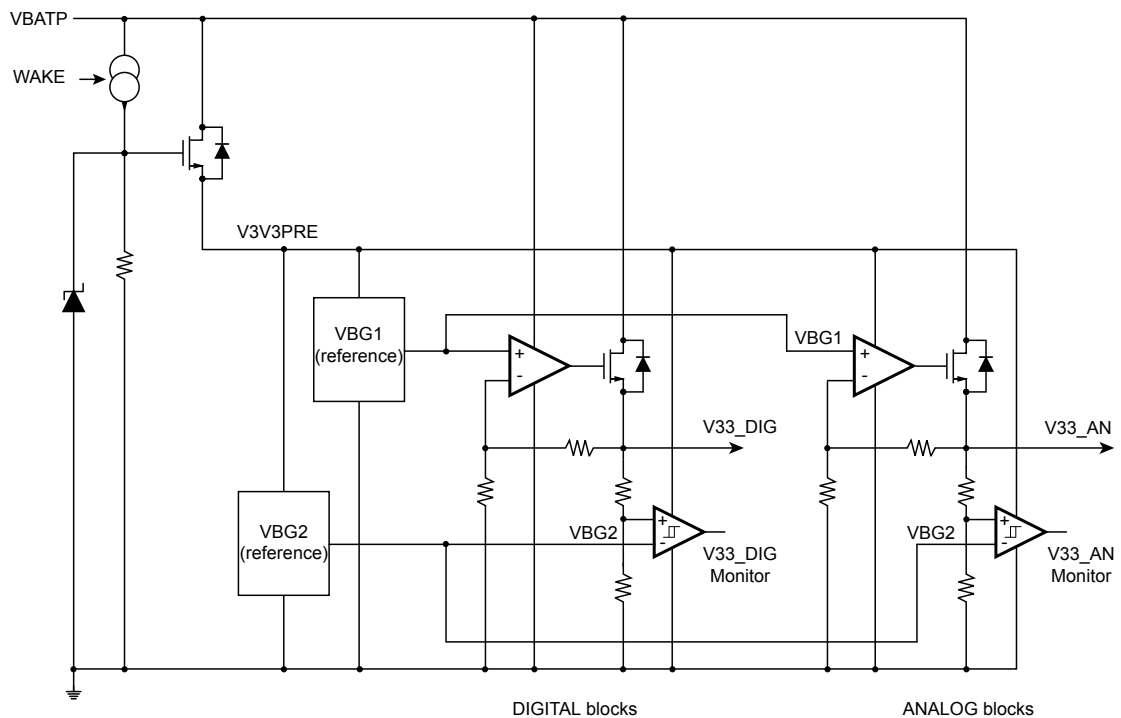 VBATP
WAKE
V3V3PRE
VBG1
(reference)
+
-
VBG1
+
-
V33_DIG
V33_AN
VBG2
(reference)
VBG2
+
-
V33_DIG
Monitor
VBG2
+
-
V33_AN
Monitor
DIGITAL blocks
ANALOG blocks